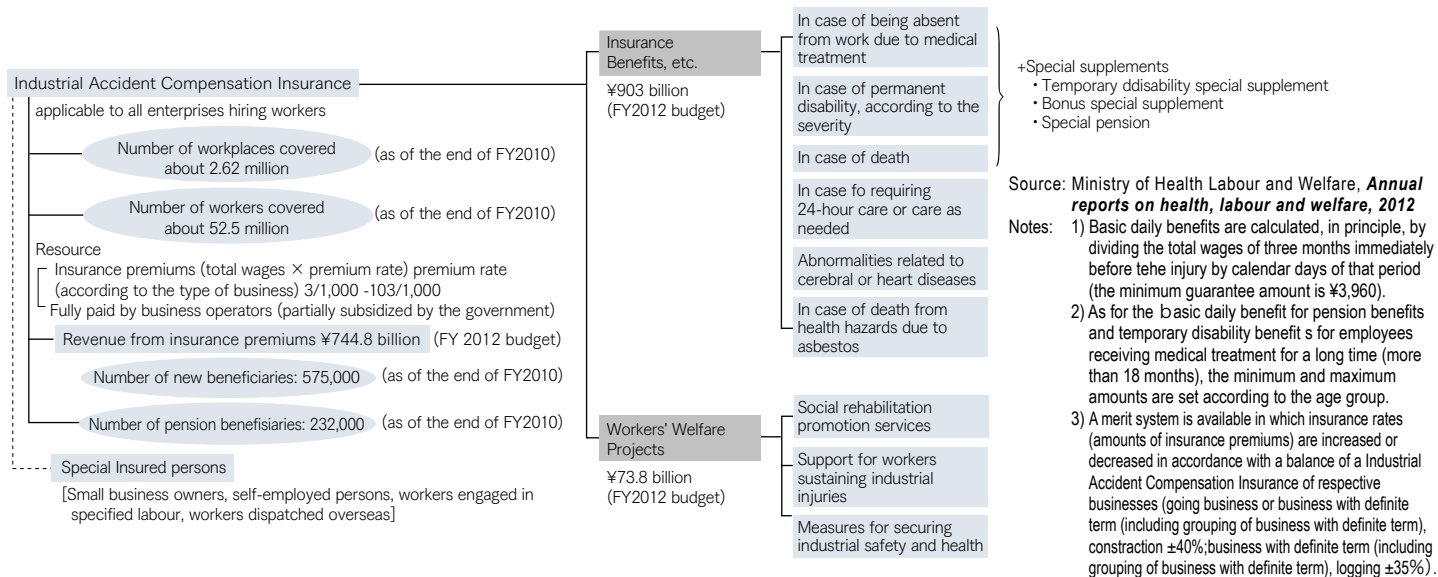 Industrial Accident Compensation Insurance
applicable to all enterprises hiring workers
Number of workplaces covered
about 2.62 million
(as of the end of FY2010)
Number of workers covered
about 52.5 million
(as of the end of FY2010)
Resource
Insurance premiums (total wages × premium rate) premium rate
(according to the type of business) 3/1,000 -103/1,000
Fully paid by business operators (partially subsidized by the government)
Revenue from insurance premiums ¥744.8 billion (FY 2012 budget)
Number of new beneficiaries: 575,000 (as of the end of FY2010)
Number of pension benefisiaries: 232,000 (as of the end of FY2010)
Special Insured persons
[Small business owners, self-employed persons, workers engaged in
specified labour, workers dispatched overseas]
Insurance
Benefits, etc.
¥903 billion
(FY2012 budget)
In case of being absent
from work due to medical
treatment
In case of permanent
disability, according to the
severity
In case of death
In case fo requiring
24-hour care or care as
needed
Abnormalities related to
cerebral or heart diseases
In case of death from
health hazards due to
asbestos
+Special supplements
・Temporary ddisability special supplement
・Bonus special supplement
・Special pension
Workers' Welfare
Projects
¥73.8 billion
(FY2012 budget)
Social rehabilitation
promotion services
Support for workers
sustaining industrial
injuries
Measures for securing
industrial safety and health
Source: Ministry of Health Labour and Welfare, Annual
reports on health, labour and welfare, 2012
Notes: 1) Basic daily benefits are calculated, in principle, by
dividing the total wages of three months immediately
before tehe injury by calendar days of that period
(the minimum guarantee amount is ¥3,960).
2) As for the basic daily benefit for pension benefits
and temporary disability benefit s for employees
receiving medical treatment for a long time (more
than 18 months), the minimum and maximum
amounts are set according to the age group.
3) A merit system is available in which insurance rates
(amounts of insurance premiums) are increased or
decreased in accordance with a balance of a Industrial
Accident Compensation Insurance of respective
businesses (going business or business with definite
term (including grouping of business with definite term),
constraction ±40%;business with definite term (including
grouping of business with definite term), logging ±35%).